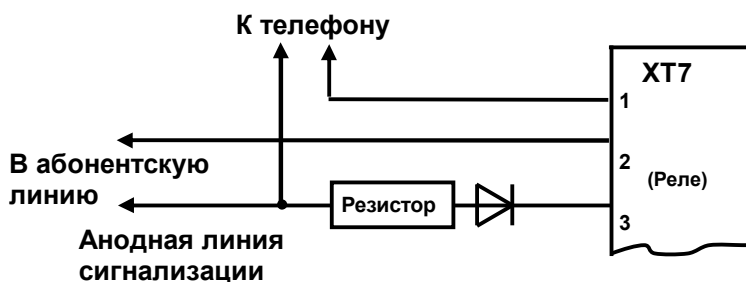 К телефону
XT7
1
В абонентскую
линию
2
(Реле)
Резистор
3
Анодная линия
сигнализации